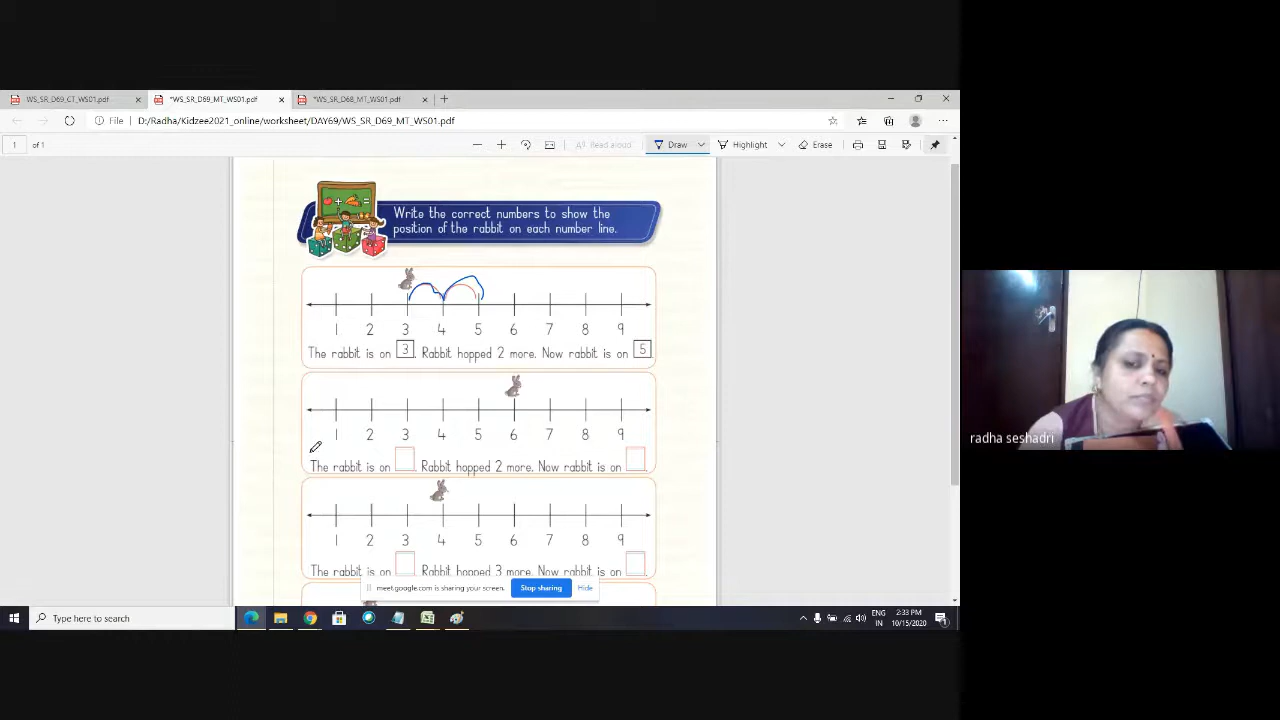 WS_SR_D69_CT_WS01.pdf
*WS_SR_D69_MT_WS01.pdf
*WS_SR_D68_MT_WS01.pdf
File
D:/Radha/Kidzee2021_online/worksheet/DAY69/WS_SR_D69_MT_WS01.pdf
1 of 1
Read aloud
Draw
Highlight
Erase
Write the correct numbers to show the
position of the rabbit on each number line.
1 2 3 4 5 6 7 8 9
The rabbit is on 3. Rabbit hopped 2 more. Now rabbit is on 5.
1 2 3 4 5 6 7 8 9
The rabbit is on . Rabbit hopped 2 more. Now rabbit is on .
1 2 3 4 5 6 7 8 9
The rabbit is on . Rabbit hopped 3 more. Now rabbit is on .
meet.google.com is sharing your screen.
Stop sharing
Hide
radha seshadri
Type here to search
ENG
IN
2:33 PM
10/15/2020